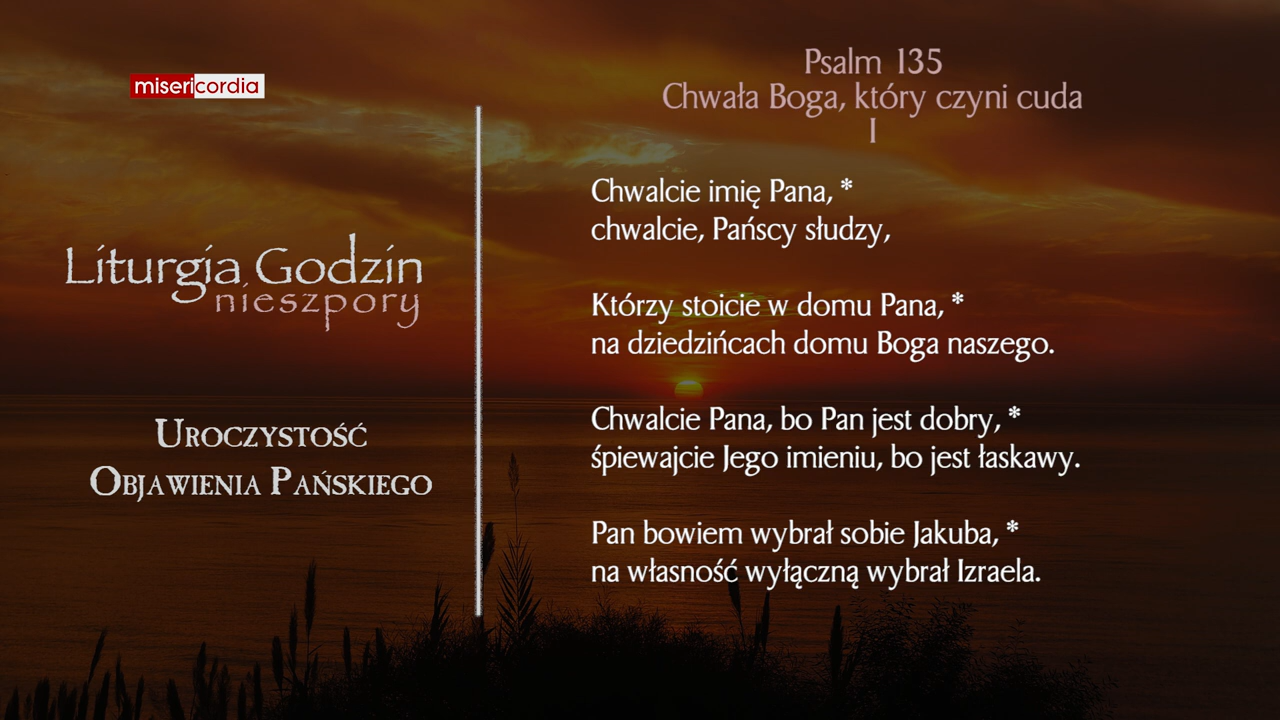 misericordia
Liturgia Godzin
nieszpory
Uroczystość
Objawienia Pańskiego
Psalm 135
Chwała Boga, który czyni cuda
I
Chwalcie imię Pana, *
chwalcie, Pańscy słudzy,
Którzy stoicie w domu Pana, *
na dziedzińcach domu Boga naszego.
Chwalcie Pana, bo Pan jest dobry, *
śpiewajcie Jego imieniu, bo jest łaskawy.
Pan bowiem wybrał sobie Jakuba, *
na własność wyłączną wybrał Izraela.